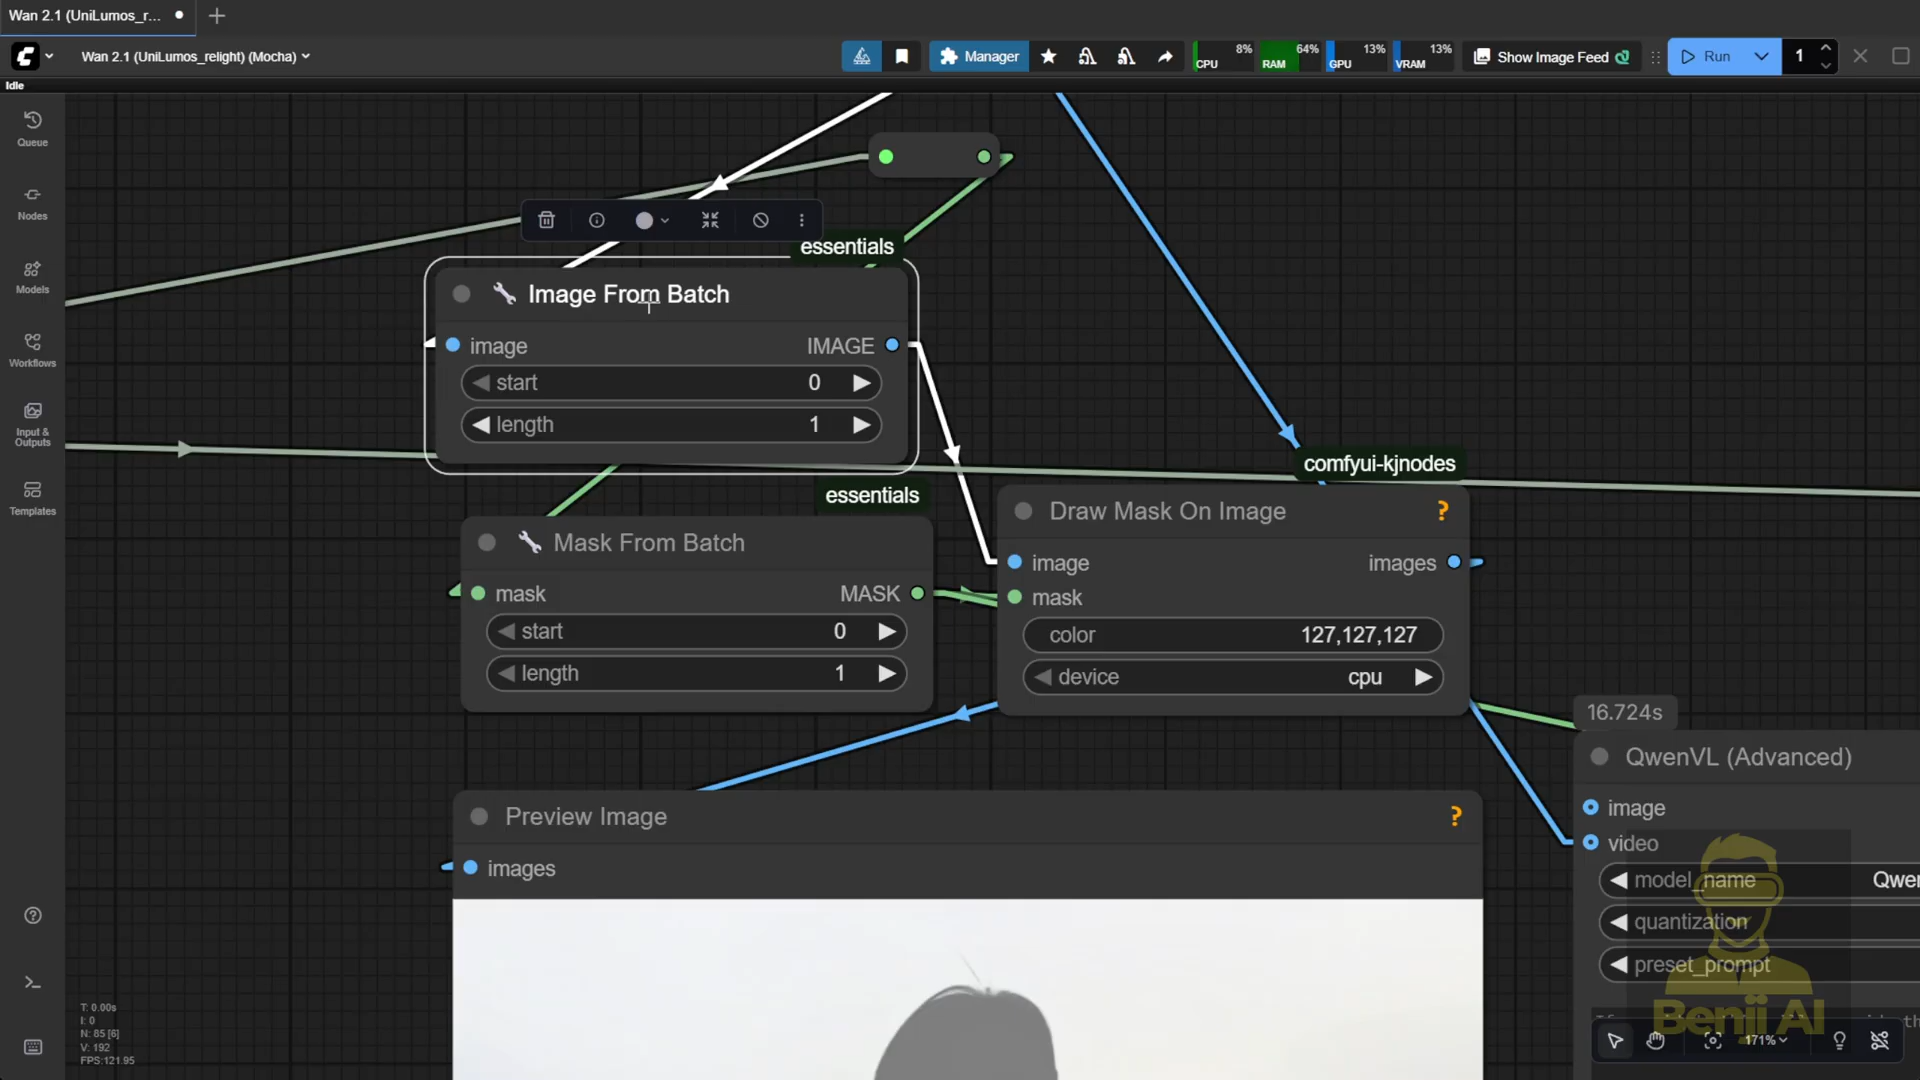 Wan 2.1 (UniLumos_r...
Wan 2.1 (UniLumos_relight) (Mocha)
Manager
8%
CPU
64%
RAM
13%
GPU
13%
VRAM
Show Image Feed
Run
1
Idle
Queue
Nodes
Models
Workflows
Input &
Outputs
Templates
essentials
Image From Batch
image
IMAGE
start
0
length
1
essentials
Mask From Batch
mask
MASK
start
0
length
1
comfyui-kjnodes
Draw Mask On Image
?
image
images
mask
color
127,127,127
device
cpu
Preview Image
?
images
16.724s
QwenVL (Advanced)
image
video
model_name
Qwen
quantization
preset_prompt
Benji AI
T: 0.00s
I: 0
N: 85 [6]
V: 192
FPS:121.95
171%